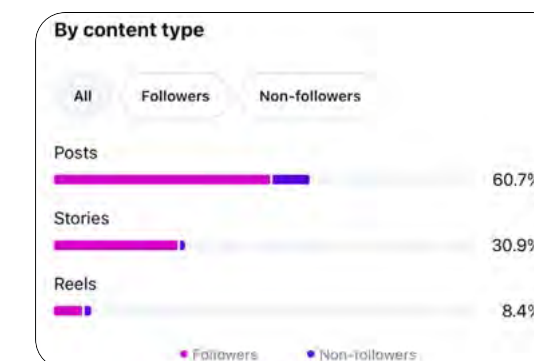 By content type
All Followers Non-followers
Posts
60.7%
Stories
30.9%
Reels
8.4%
Followers Non-followers